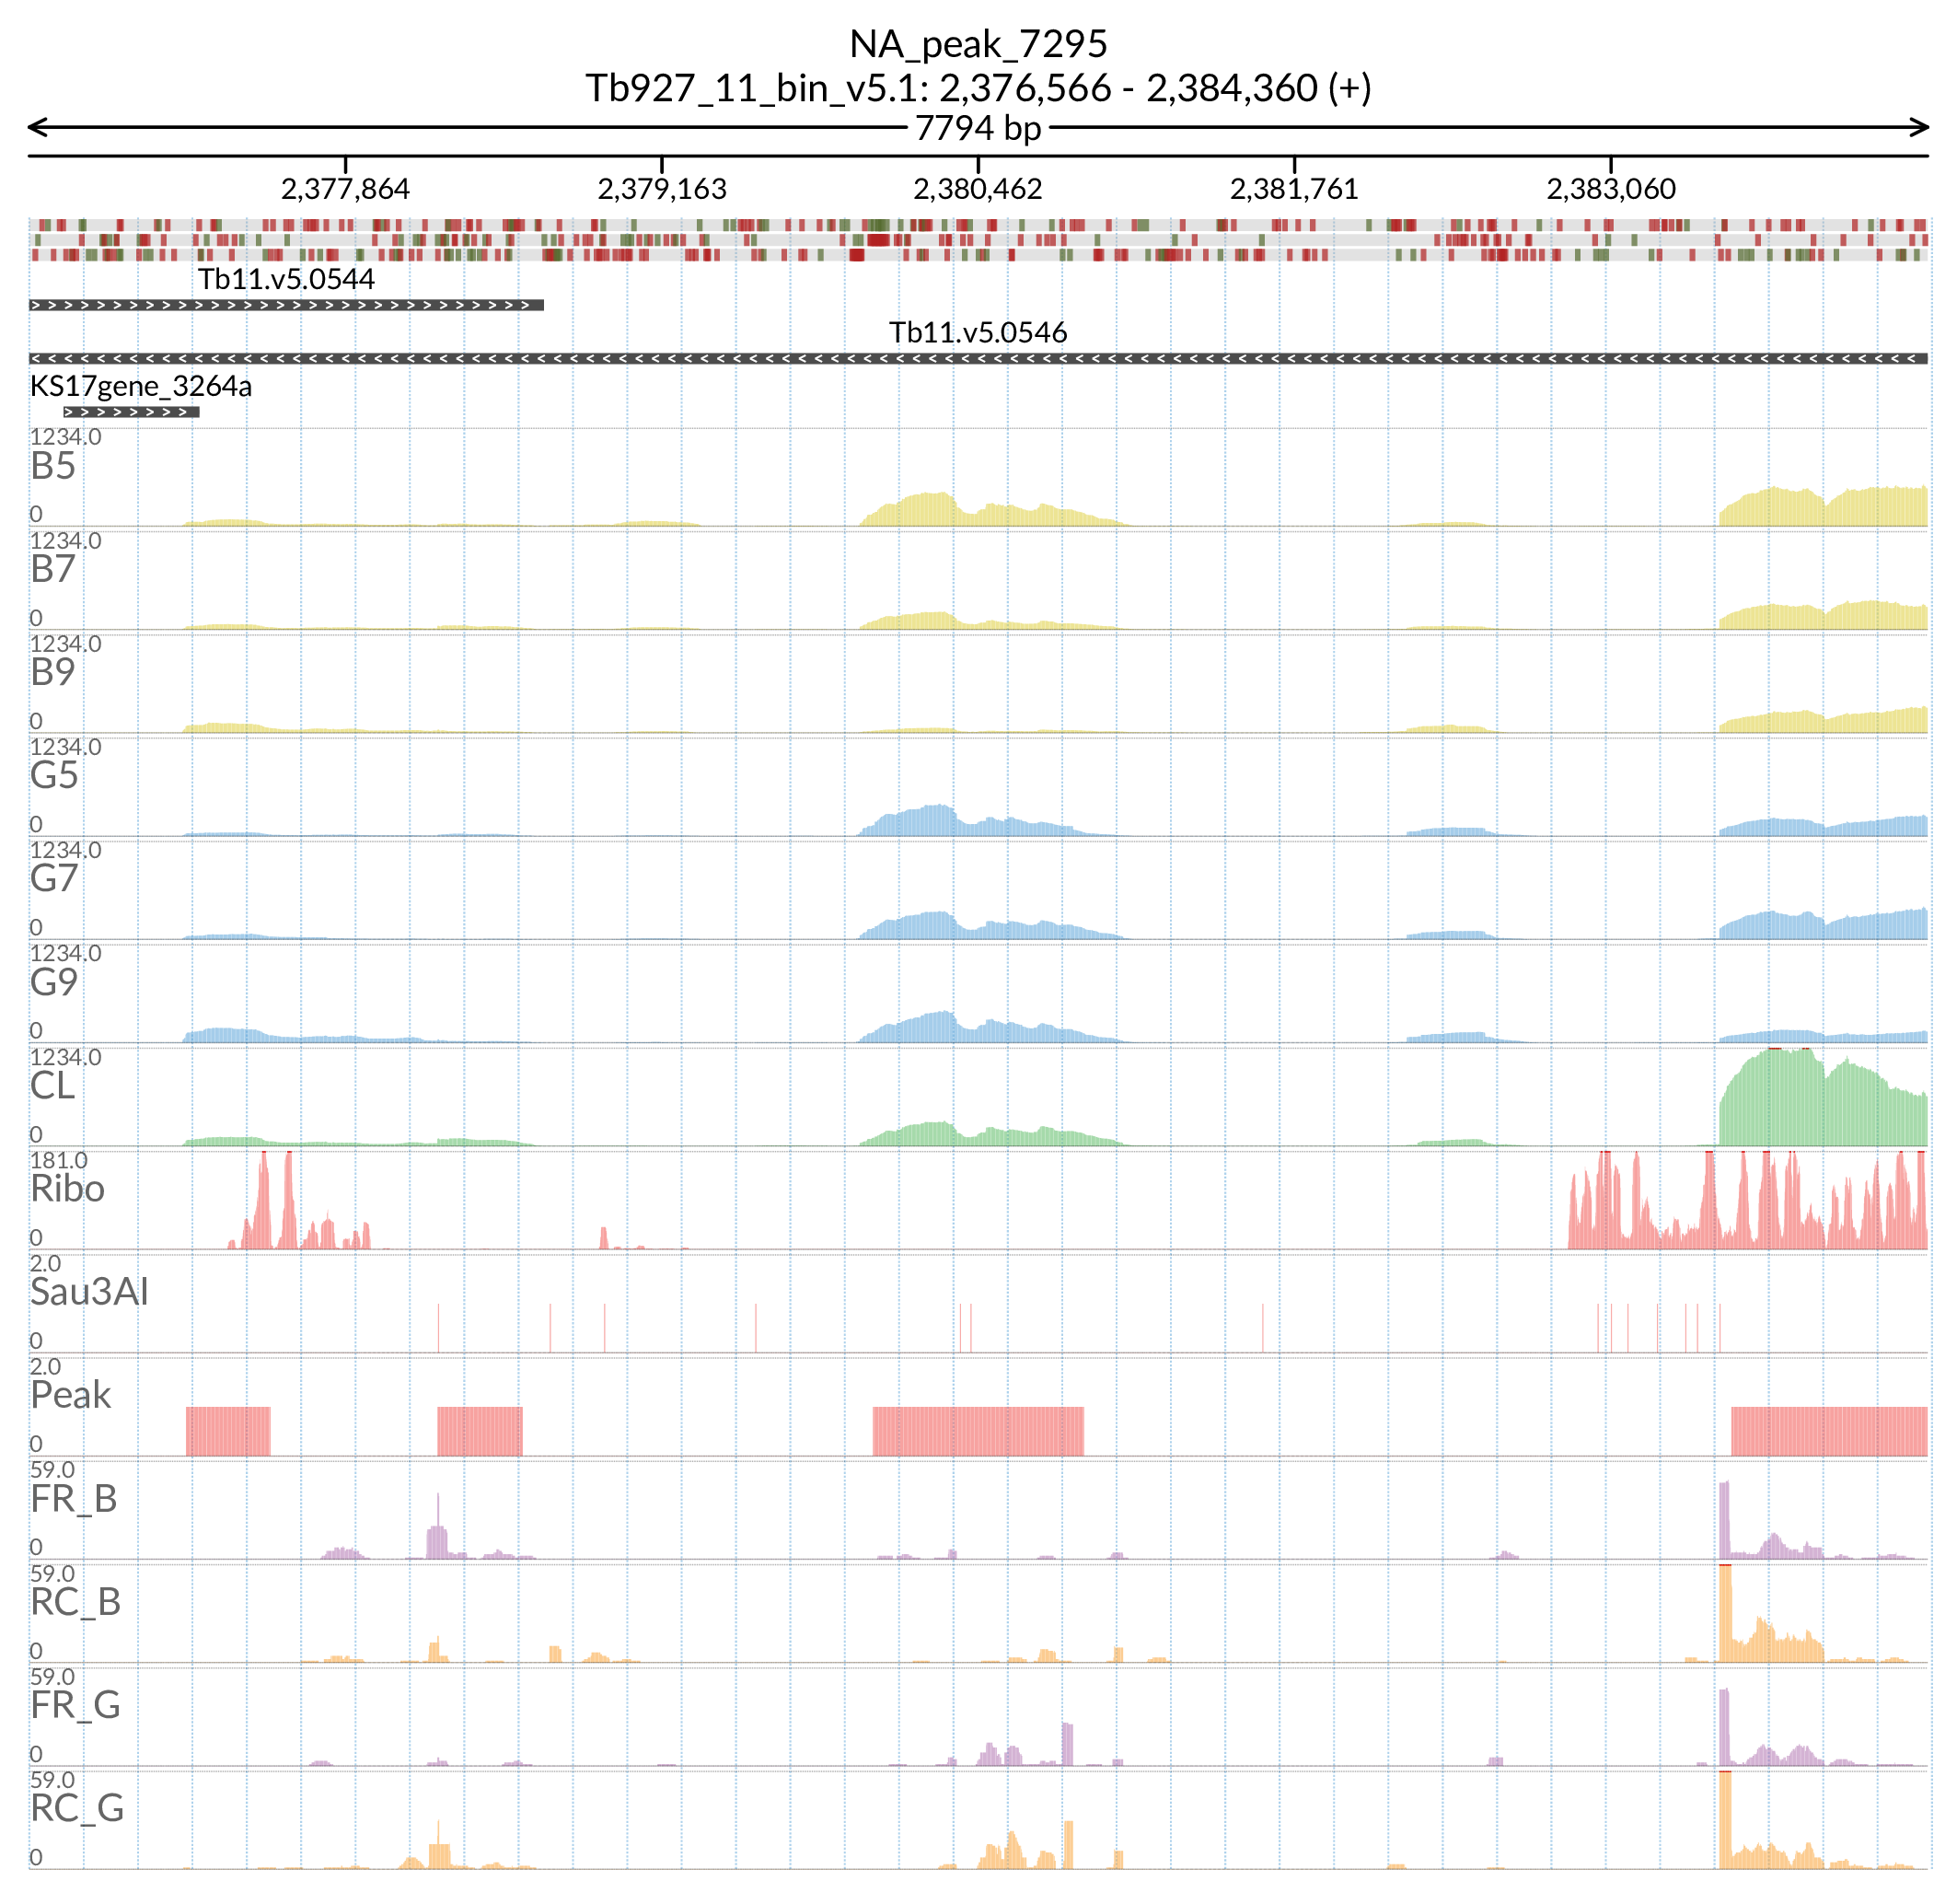 NA_peak_7295
Tb927_11_bin_v5.1: 2,376,566 - 2,384,360 (+)
7794 bp
2,377,864 2,379,163 2,380,462 2,381,761 2,383,060
Tb11.v5.0544
Tb11.v5.0546
KS17gene_3264a
1234.0
B5
0
1234.0
B7
0
1234.0
B9
0
1234.0
G5
0
1234.0
G7
0
1234.0
G9
0
1234.0
CL
0
181.0
Ribo
0
2.0
Sau3AI
0
2.0
Peak
0
59.0
FR_B
0
59.0
RC_B
0
59.0
FR_G
0
59.0
RC_G
0